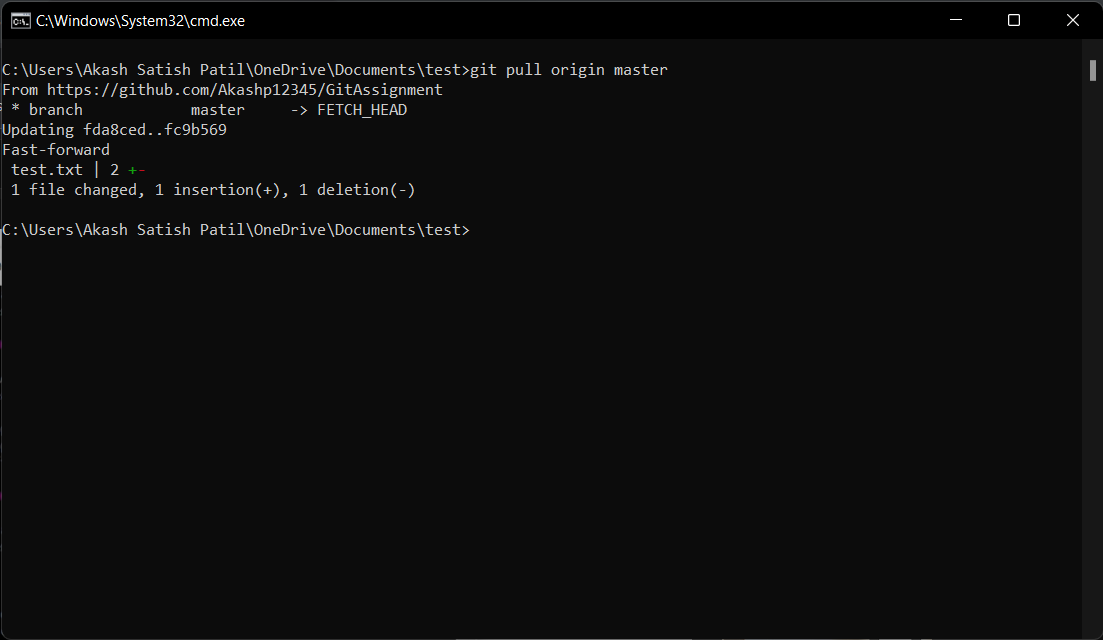 C:\Windows\System32\cmd.exe
C:\Users\Akash Satish Patil\OneDrive\Documents\test>git pull origin master
From https://github.com/Akashp12345/GitAssignment
 * branch            master     -> FETCH_HEAD
Updating fda8ced..fc9b569
Fast-forward
 test.txt | 2 +-
 1 file changed, 1 insertion(+), 1 deletion(-)
C:\Users\Akash Satish Patil\OneDrive\Documents\test>